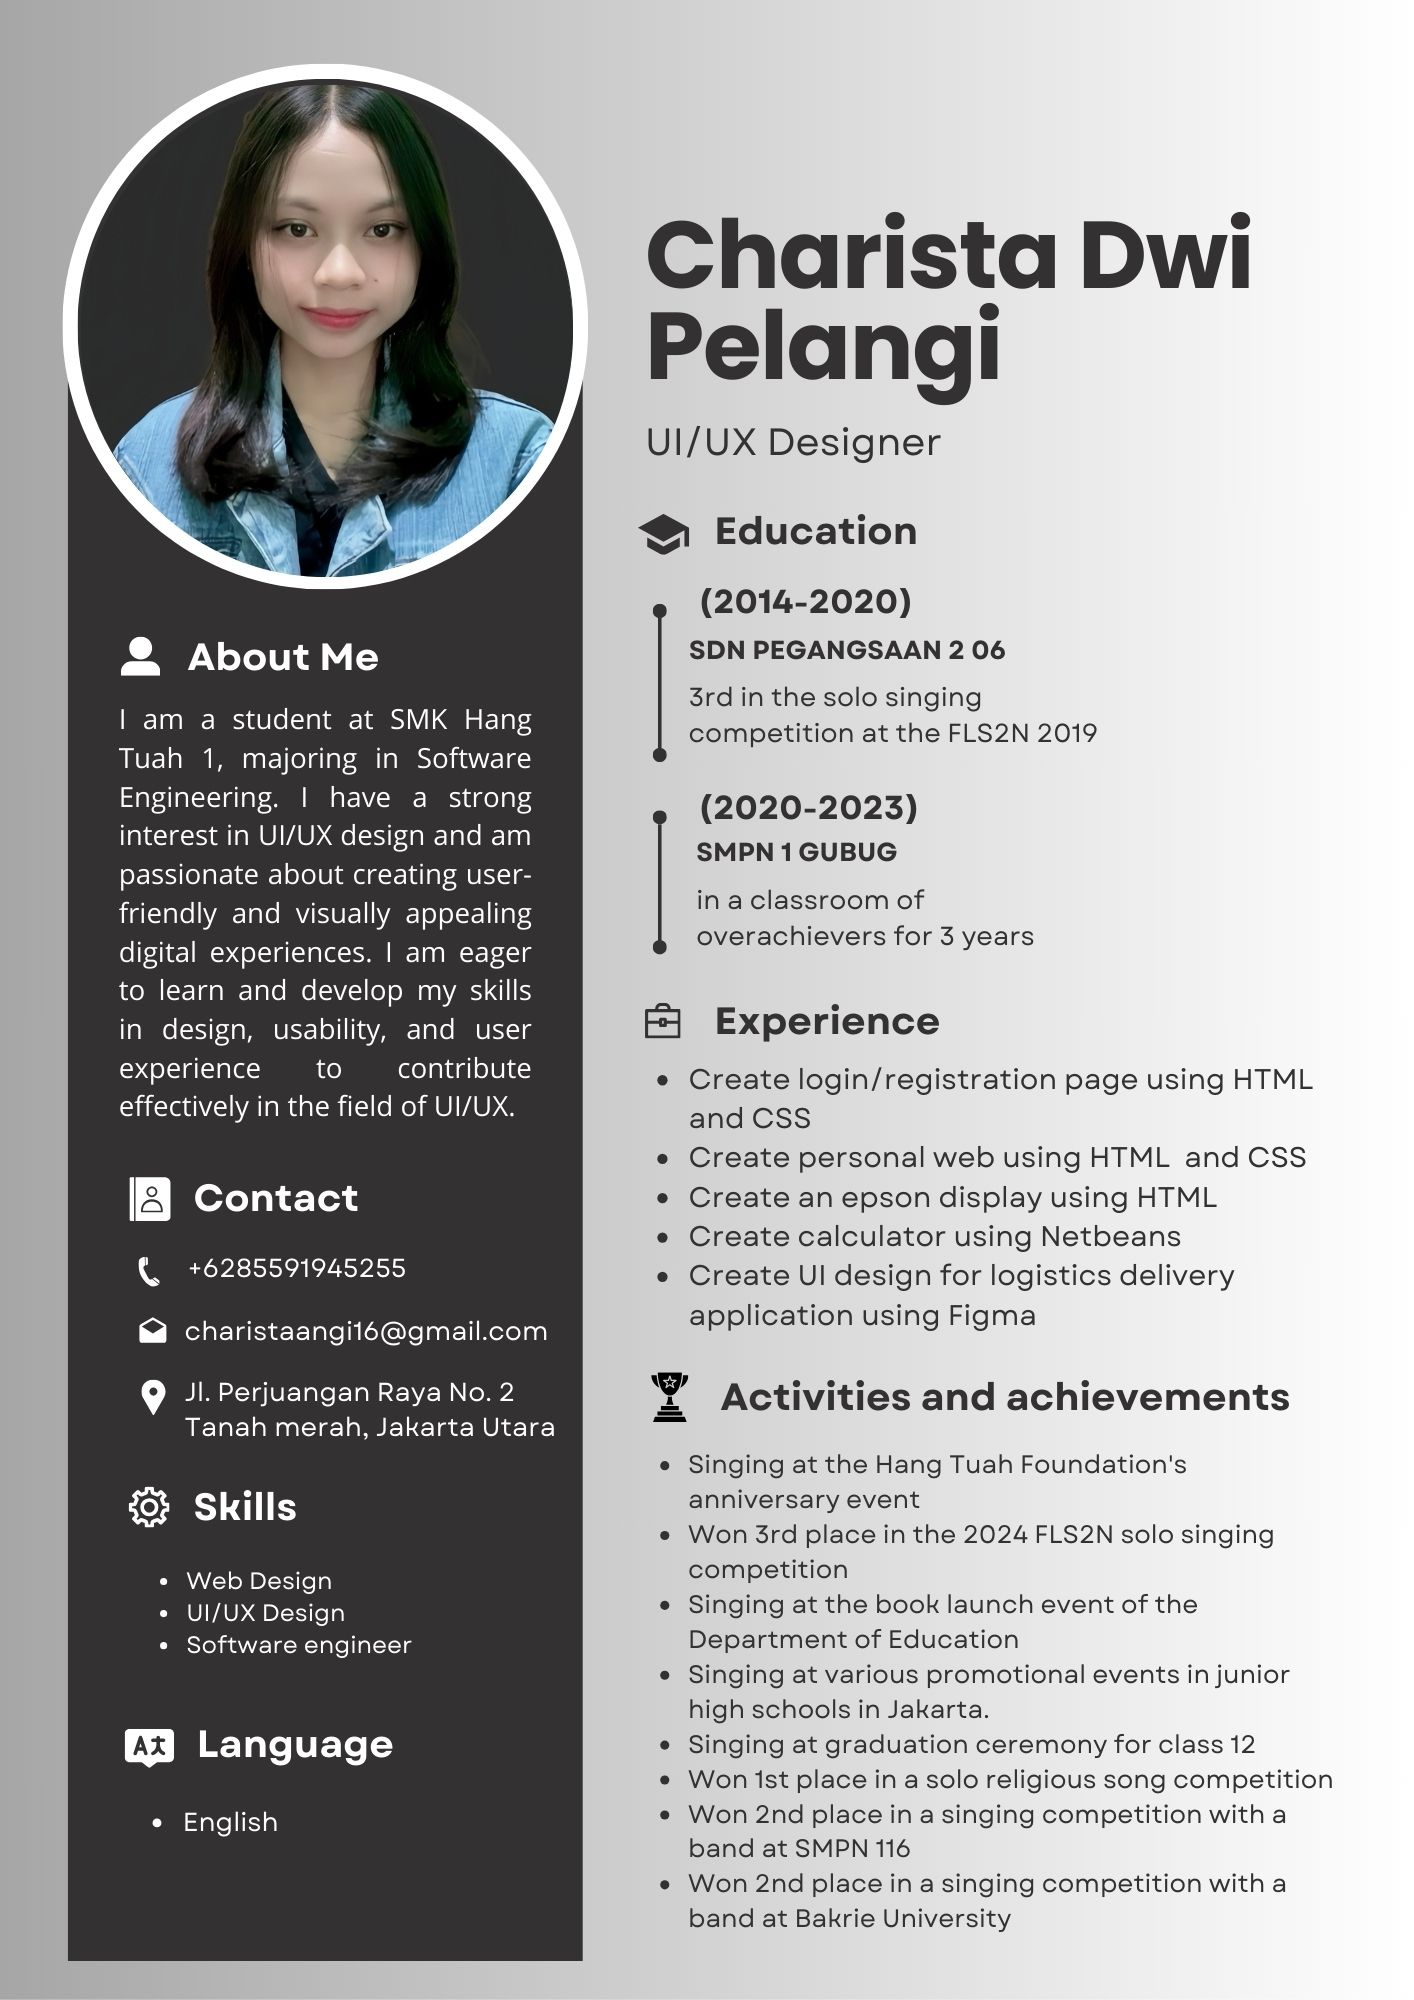 Charista Dwi
Pelangi
UI/UX Designer
About Me
I am a student at SMK Hang
Tuah 1, majoring in Software
Engineering. I have a strong
interest in UI/UX design and am
passionate about creating user-
friendly and visually appealing
digital experiences. I am eager
to learn and develop my skills
in design, usability, and user
experience to contribute
effectively in the field of UI/UX.
Contact
+6285591945255
charistaangi16@gmail.com
Jl. Perjuangan Raya No. 2
Tanah merah, Jakarta Utara
Skills
• Web Design
• UI/UX Design
• Software engineer
Language
• English
Education
(2014-2020)
SDN PEGANGSAAN 2 06
3rd in the solo singing
competition at the FLS2N 2019
(2020-2023)
SMPN 1 GUBUG
in a classroom of
overachievers for 3 years
Experience
• Create login/registration page using HTML
and CSS
• Create personal web using HTML and CSS
• Create an epson display using HTML
• Create calculator using Netbeans
• Create UI design for logistics delivery
application using Figma
Activities and achievements
• Singing at the Hang Tuah Foundation's
anniversary event
• Won 3rd place in the 2024 FLS2N solo singing
competition
• Singing at the book launch event of the
Department of Education
• Singing at various promotional events in junior
high schools in Jakarta.
• Singing at graduation ceremony for class 12
• Won 1st place in a solo religious song competition
• Won 2nd place in a singing competition with a
band at SMPN 116
• Won 2nd place in a singing competition with a
band at Bakrie University